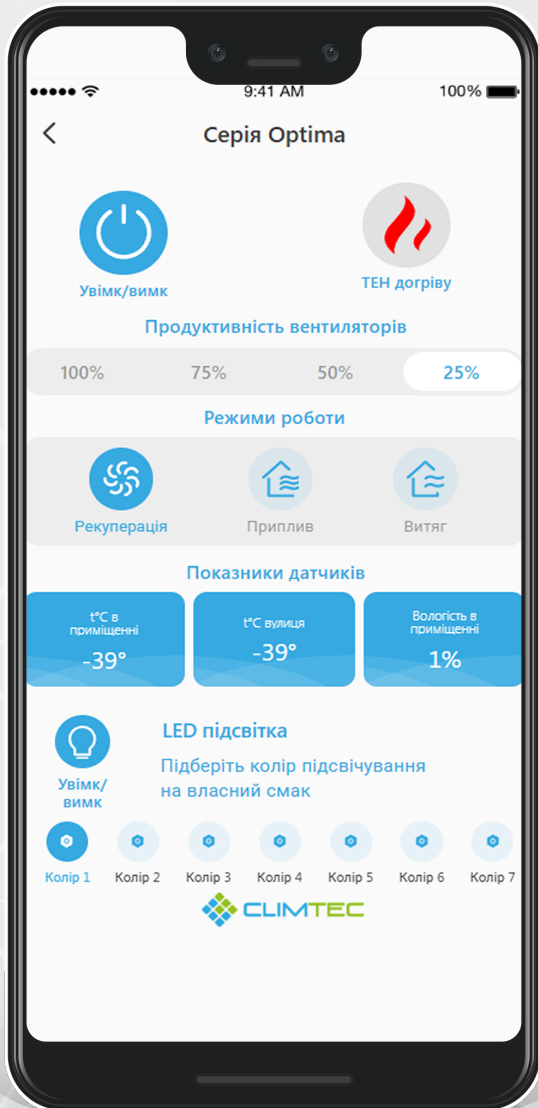 9:41 AM
100%
Серія Optima
Увімк/вимк
ТЕН догріву
Продуктивність вентиляторів
100%
75%
50%
25%
Режими роботи
Рекуперація
Приплив
Витяг
Показники датчиків
t°C в
приміщенні
-39°
t°C вулиця
-39°
Вологість в
приміщенні
1%
LED підсвітка
Підберіть колір підсвічування
на власний смак
Увімк/
вимк
Колір 1
Колір 2
Колір 3
Колір 4
Колір 5
Колір 6
Колір 7
CLIMTEC